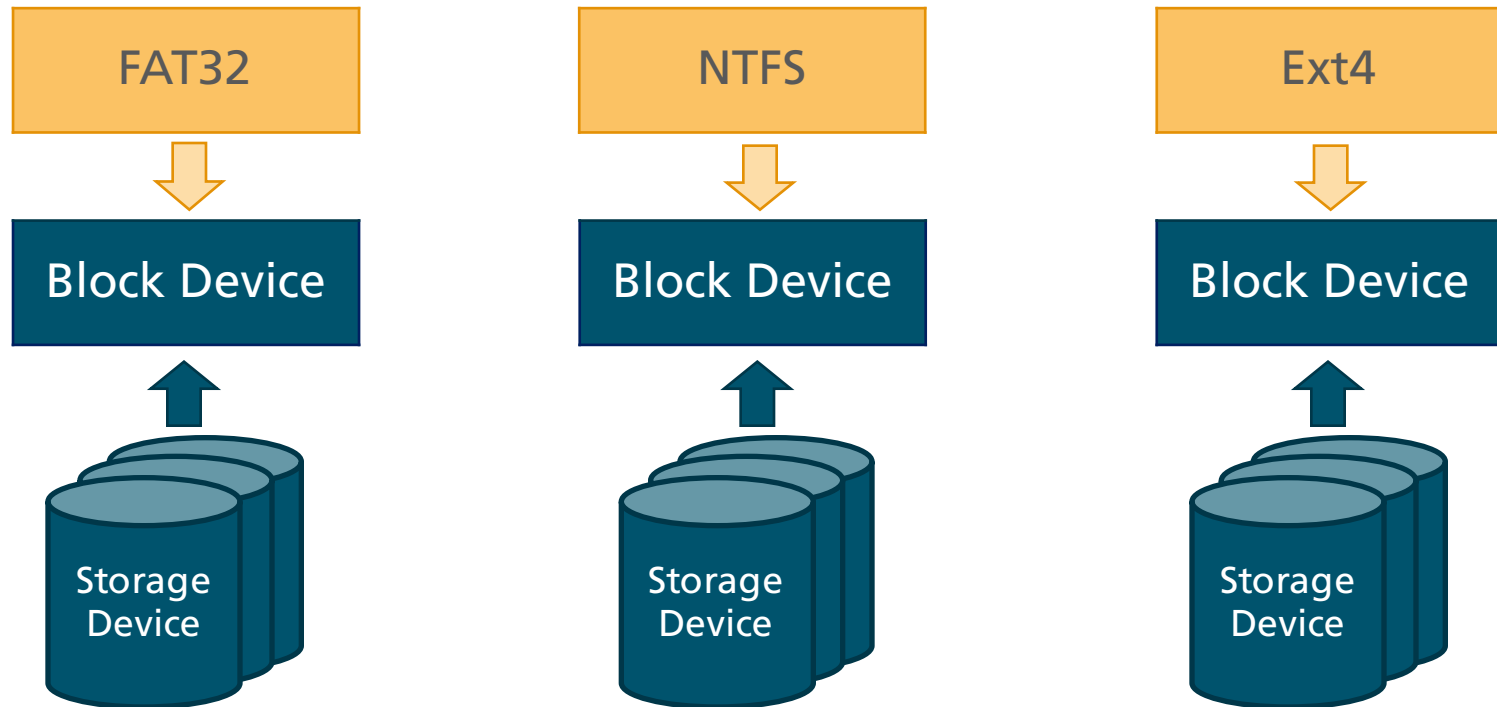 FAT32
NTFS
Ext4
Block Device
Block Device
Block Device
Storage
Device
Storage
Device
Storage
Device